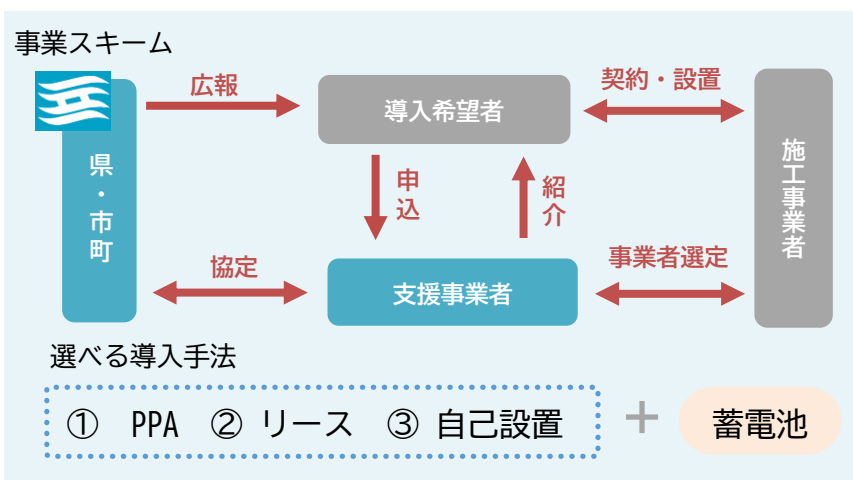 事業スキーム
広報
導入希望者
契約・設置
県・市町
申込
紹介
施工事業者
協定
支援事業者
事業者選定
選べる導入手法
① PPA ② リース ③ 自己設置 + 蓄電池